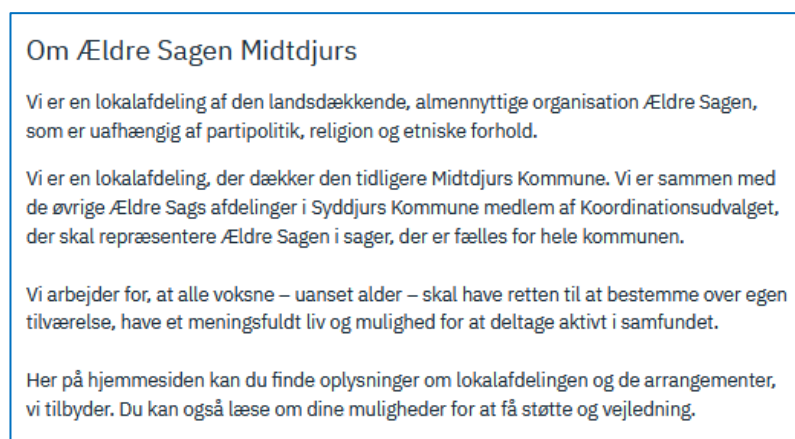 Om Ældre Sagen Midtdjurs
Vi er en lokalafdeling af den landsdækkende, almennyttige organisation Ældre Sagen,
som er uafhængig af partipolitik, religion og etniske forhold.
Vi er en lokalafdeling, der dækker den tidligere Midtdjurs Kommune. Vi er sammen med
de øvrige Ældre Sags afdelinger i Syddjurs Kommune medlem af Koordinationsudvalget,
der skal repræsentere Ældre Sagen i sager, der er fælles for hele kommunen.
Vi arbejder for, at alle voksne – uanset alder – skal have retten til at bestemme over egen
tilværelse, have et meningsfuldt liv og mulighed for at deltage aktivt i samfundet.
Her på hjemmesiden kan du finde oplysninger om lokalafdelingen og de arrangementer,
vi tilbyder. Du kan også læse om dine muligheder for at få støtte og vejledning.